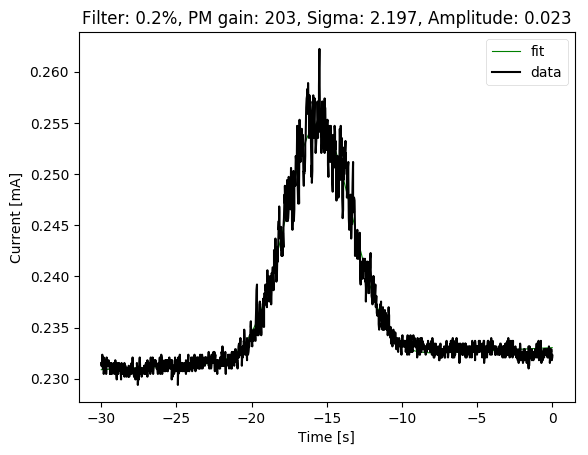 Filter: 0.2%, PM gain: 203, Sigma: 2.197, Amplitude: 0.023
fit
data
0.260
0.255
0.250
0.245
0.240
0.235
0.230
Current [mA]
−30
−25
−20
−15
−10
−5
0
Time [s]